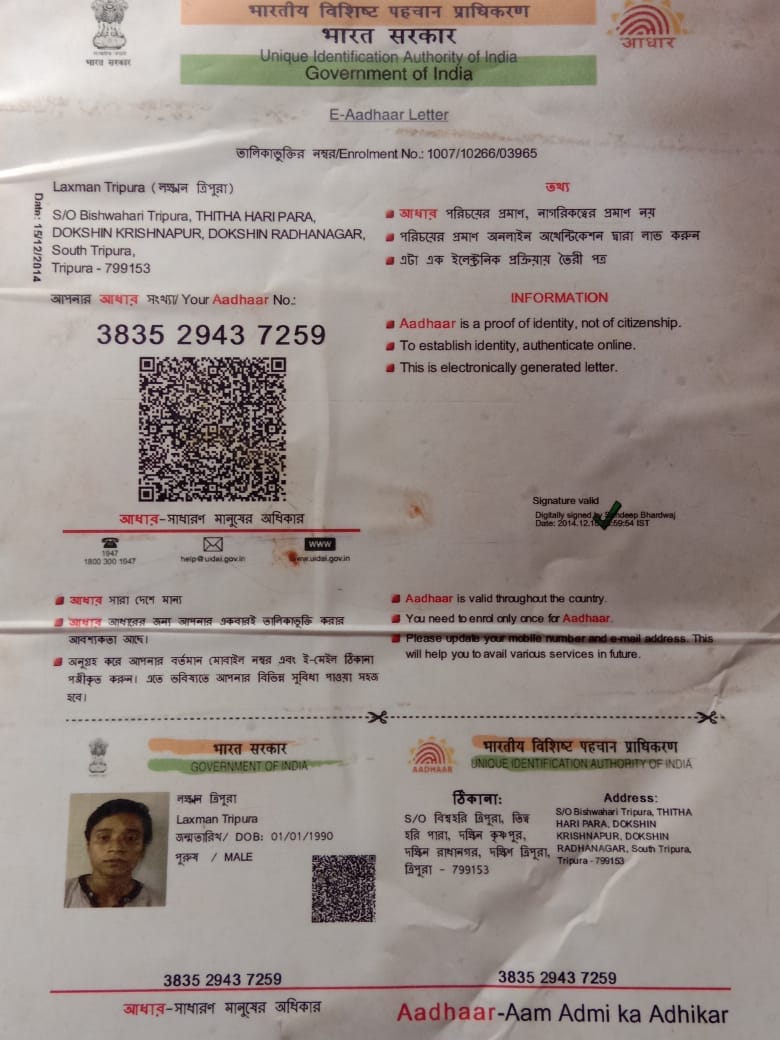 भारत सरकार
भारतीय विशिष्ट पहचान प्राधिकरण
भारत सरकार
Unique Identification Authority of India
Government of India
आधार
E-Aadhaar Letter
তালিকাভুক্তির নম্বর/Enrolment No.: 1007/10266/03965
Date: 15/12/2014
Laxman Tripura (লক্ষ্মন ত্রিপুরা)
S/O Bishwahari Tripura, THITHA HARI PARA,
DOKSHIN KRISHNAPUR, DOKSHIN RADHANAGAR,
South Tripura,
Tripura - 799153
আপনার আধার সংখ্যা/ Your Aadhaar No.:
3835 2943 7259
আধার-সাধারণ মানুষের অধিকার
1947
1800 300 1947
help@uidai.gov.in
www
www.uidai.gov.in
তথ্য
আধার পরিচয়ের প্রমাণ, নাগরিকত্বের প্রমাণ নয়
পরিচয়ের প্রমাণ অনলাইন অথেন্টিকেশন দ্বারা লাভ করুন
এটা এক ইলেক্ট্রনিক প্রক্রিয়ায় তৈরী পত্র
INFORMATION
Aadhaar is a proof of identity, not of citizenship.
To establish identity, authenticate online.
This is electronically generated letter.
Signature valid
Digitally signed by Sandeep Bhardwaj
Date: 2014.12.15 :59:54 IST
আধার সারা দেশে মান্য
আধার আধারের জন্য আপনার একবারই তালিকাভুক্তি করার
আবশ্যকতা আছে।
অনুগ্রহ করে আপনার বর্তমান মোবাইল নম্বর এবং ই-মেইল ঠিকানা
পঞ্জীকৃত করুন। এতে ভবিষ্যতে আপনার বিভিন্ন সুবিধা পাওয়া সহজ
হবে।
Aadhaar is valid throughout the country.
You need to enrol only once for Aadhaar.
Please update your mobile number and e-mail address. This
will help you to avail various services in future.
भारत सरकार
GOVERNMENT OF INDIA
লক্ষ্মন ত্রিপুরা
Laxman Tripura
জন্মতারিখ/ DOB: 01/01/1990
পুরুষ / MALE
3835 2943 7259
আধার-সাধারণ মানুষের অধিকার
AADHAAR
भारतीय विशिष्ट पहचान प्राधिकरण
UNIQUE IDENTIFICATION AUTHORITY OF INDIA
ঠিকানা:
S/O বিশ্বহরি ত্রিপুরা, তিথ
হরি পারা, দক্ষিন কৃষ্ণপুর,
দক্ষিন রাধানগর, দক্ষিণ ত্রিপুরা,
ত্রিপুরা - 799153
Address:
S/O Bishwahari Tripura, THITHA
HARI PARA, DOKSHIN
KRISHNAPUR, DOKSHIN
RADHANAGAR, South Tripura,
Tripura - 799153
3835 2943 7259
Aadhaar-Aam Admi ka Adhikar